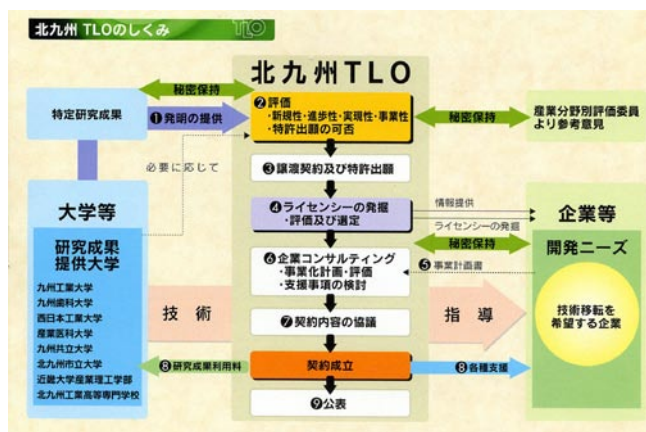 北九州 TLOのしくみ
TLO
北九州TLO
特定研究成果
秘密保持
❶発明の提供
❷評価
・新規性・進歩性・実現性・事業性
・特許出願の可否
秘密保持
産業分野別評価委員
より参考意見
必要に応じて
❸譲渡契約及び特許出願
❹ライセンシーの発掘
・評価及び選定
情報提供
ライセンシーの発掘
大学等
研究成果
提供大学
九州工業大学
九州歯科大学
西日本工業大学
産業医科大学
九州共立大学
北九州市立大学
近畿大学産業理工学部
北九州工業高等専門学校
企業等
秘密保持
開発ニーズ
❺事業計画書
❻企業コンサルティング
・事業化計画・評価
・支援事項の検討
技術移転を
希望する企業
技術
指導
❼契約内容の協議
❽研究成果利用料
契約成立
❽各種支援
❾公表